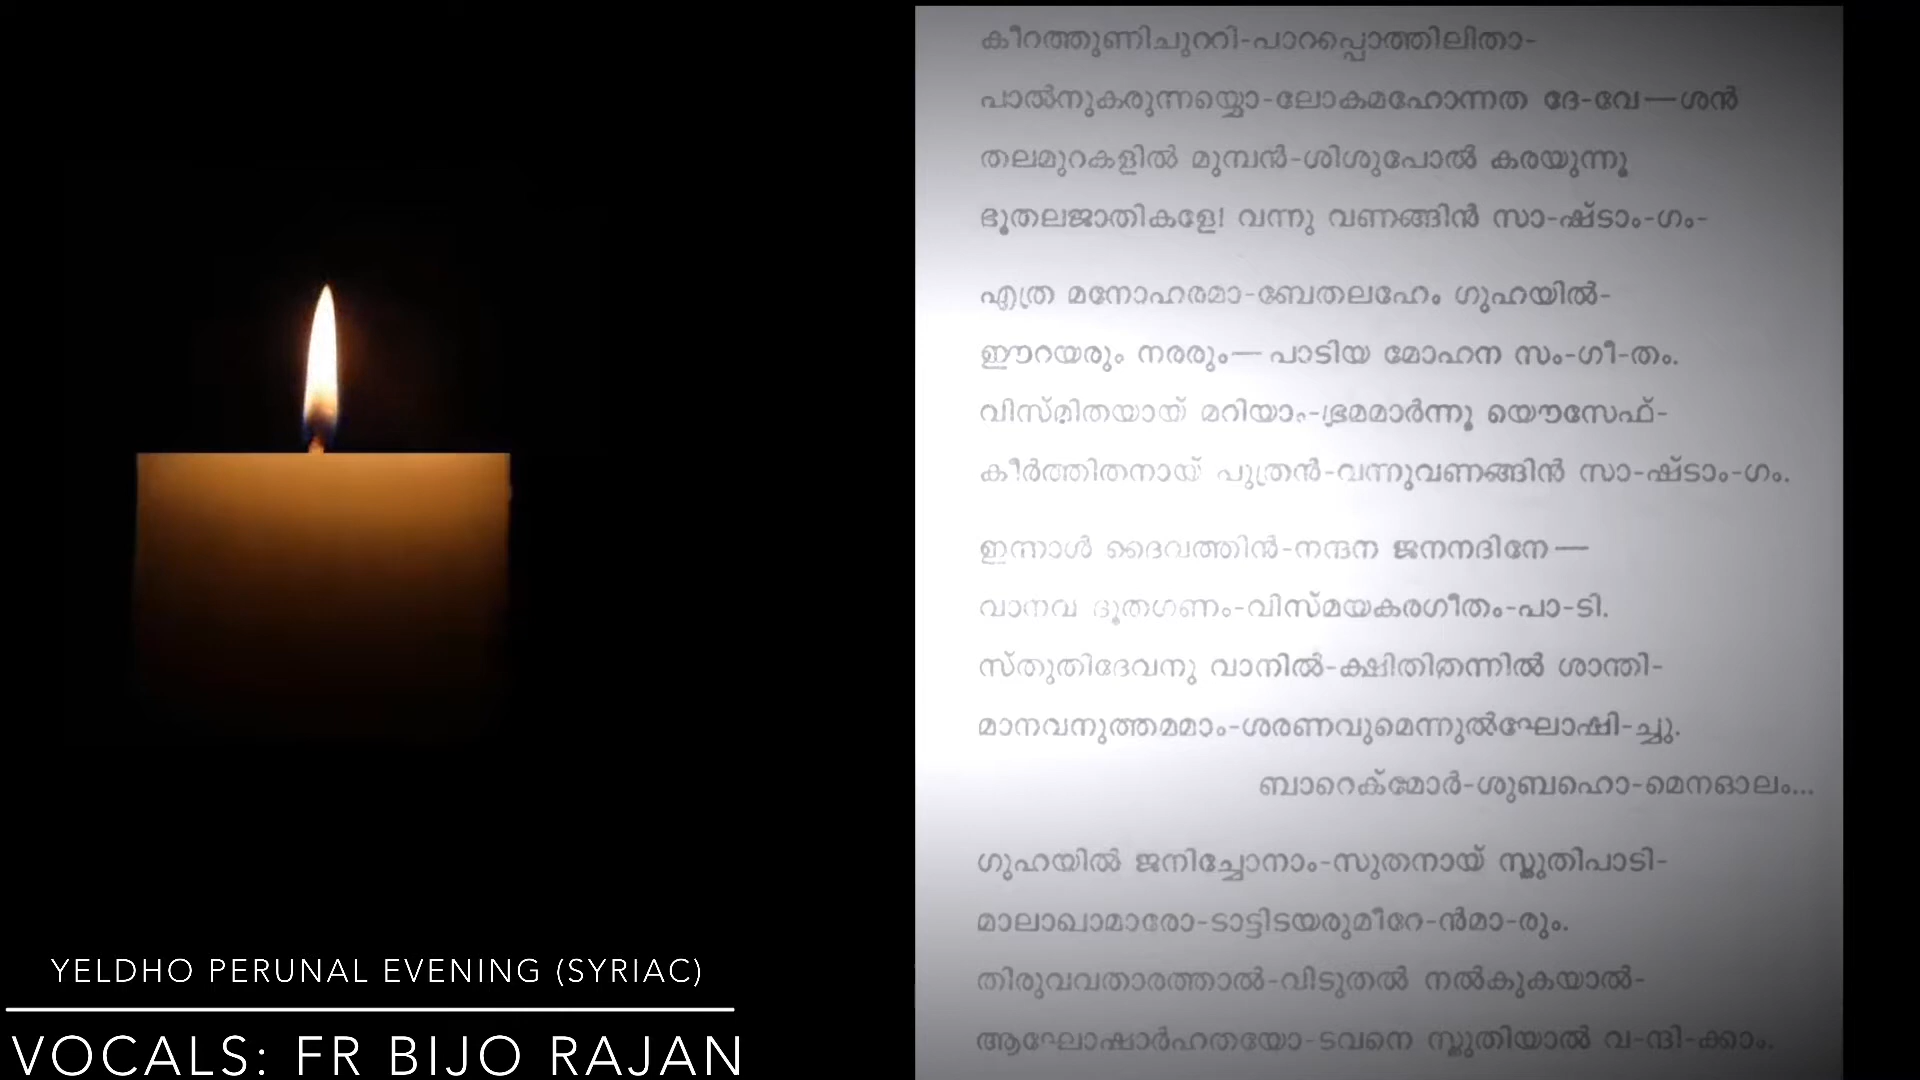 YELDHO PERUNAL EVENING (SYRIAC)
VOCALS: FR BIJO RAJAN
കീറത്തുണിചുററി-പാറപ്പൊത്തിലിതാ-
പാൽനുകരുന്നയ്യൊ-ലോകമഹോന്നത ദേ-വേ—ശൻ
തലമുറകളിൽ മുമ്പൻ-ശിശുപോൽ കരയുന്നൂ
ഭൂതലജാതികളേ! വന്നു വണങ്ങിൻ സാ-ഷ്ടാം-ഗം-
എത്ര മനോഹരമാ-ബേതലഹേം ഗുഹയിൽ-
ഈറയരും നരരും—പാടിയ മോഹന സം-ഗീ-തം.
വിസ്മിതയായ് മറിയാം-ഭ്രമമാർന്നൂ യൌസേഫ്-
കീർത്തിതനായ് പുത്രൻ-വന്നുവണങ്ങിൻ സാ-ഷ്ടാം-ഗം.
ഇന്നാൾ ദൈവത്തിൻ-നന്ദന ജനനദിനേ—
വാനവ ദൂതഗണം-വിസ്മയകരഗീതം-പാ-ടി.
സ്തുതിദേവനു വാനിൽ-ക്ഷിതിതന്നിൽ ശാന്തി-
മാനവനുത്തമമാം-ശരണവുമെന്നുൽഘോഷി-ച്ചു.
ബാറെക്മോർ-ശുബഹൊ-മെനഓലം...
ഗുഹയിൽ ജനിച്ചോനാം-സുതനായ് സ്തുതിപാടി-
മാലാഖാമാരോ-ടാട്ടിടയരുമീറേ-ൻമാ-രും.
തിരുവവതാരത്താൽ-വിടുതൽ നൽകുകയാൽ-
ആഘോഷാർഹതയോ-ടവനെ സ്തുതിയാൽ വ-ന്ദി-ക്കാം.